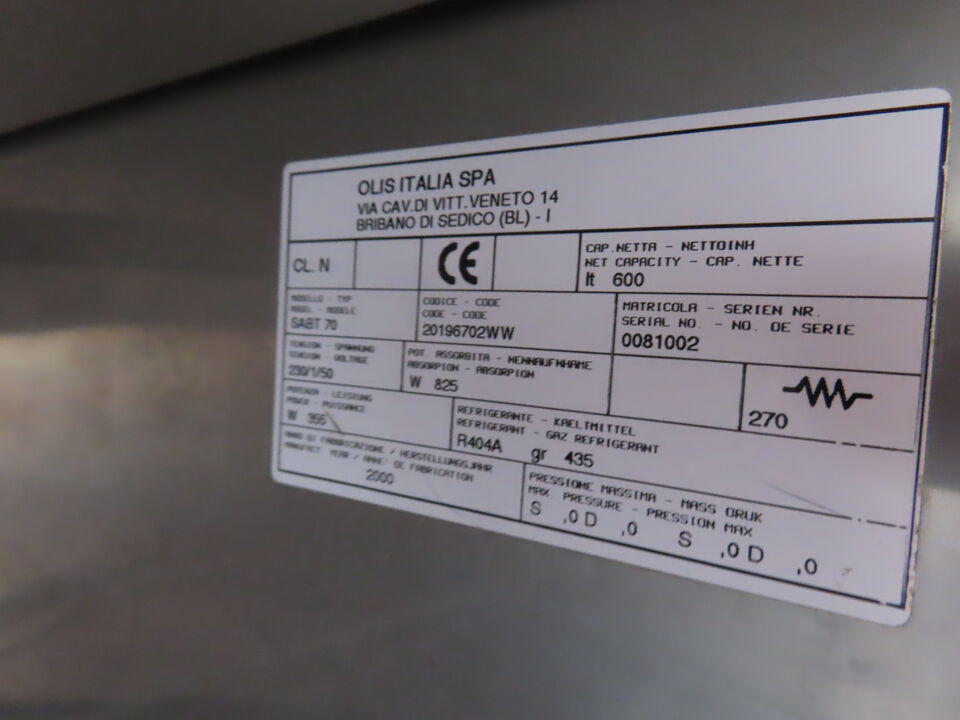 OLIS ITALIA SPA
VIA CAV.DI VITT.VENETO 14
BRIBANO DI SEDICO (BL) - I
CL. N
CE
CAP.NETTA - NETTOINH
NET CAPACITY - CAP. NETTE
lt 600
MODELLO - TYP
MODEL - MODELE
SABT 70
CODICE - CODE
CODE - CODE
20196702WW
MATRICOLA - SERIEN NR.
SERIAL NO. - NO. DE SERIE
0081002
TENSION - SPANNUNG
TENSION - VOLTAGE
230/1/50
POT. ASSORBITA - NENNAUFNHAME
ABSORPION - ABSORPION
W 825
270
POTENZA - LEISTUNG
POWER - PUISSANCE
W 355
REFRIGERANTE - KAELTMITTEL
REFRIGERANT - GAZ REFRIGERANT
R404A gr 435
ANNO DI FABBRICAZIONE / HERSTELLUNGSJAHR
MANUFACT. YEAR / ANNE' DE FABRICATION
2000
PRESSIONE MASSIMA - MASS DRUK
MAX PRESSURE - PRESSION MAX
S ,0 D ,0 S ,0 D ,0